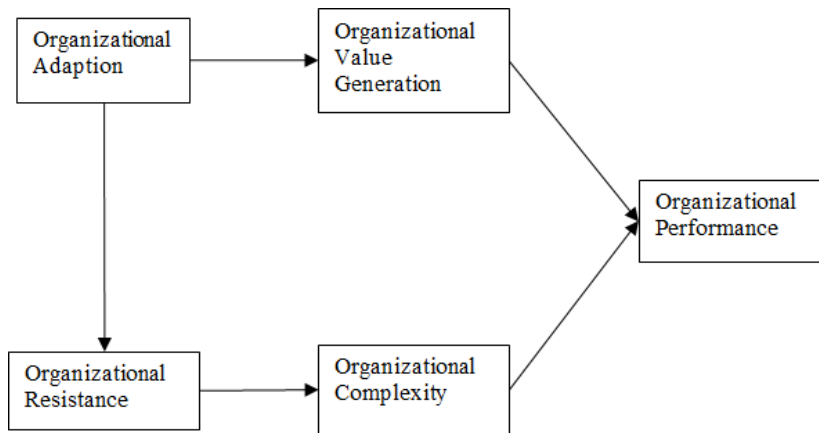 Organizational
Adaption
Organizational
Value
Generation
Organizational
Performance
Organizational
Resistance
Organizational
Complexity